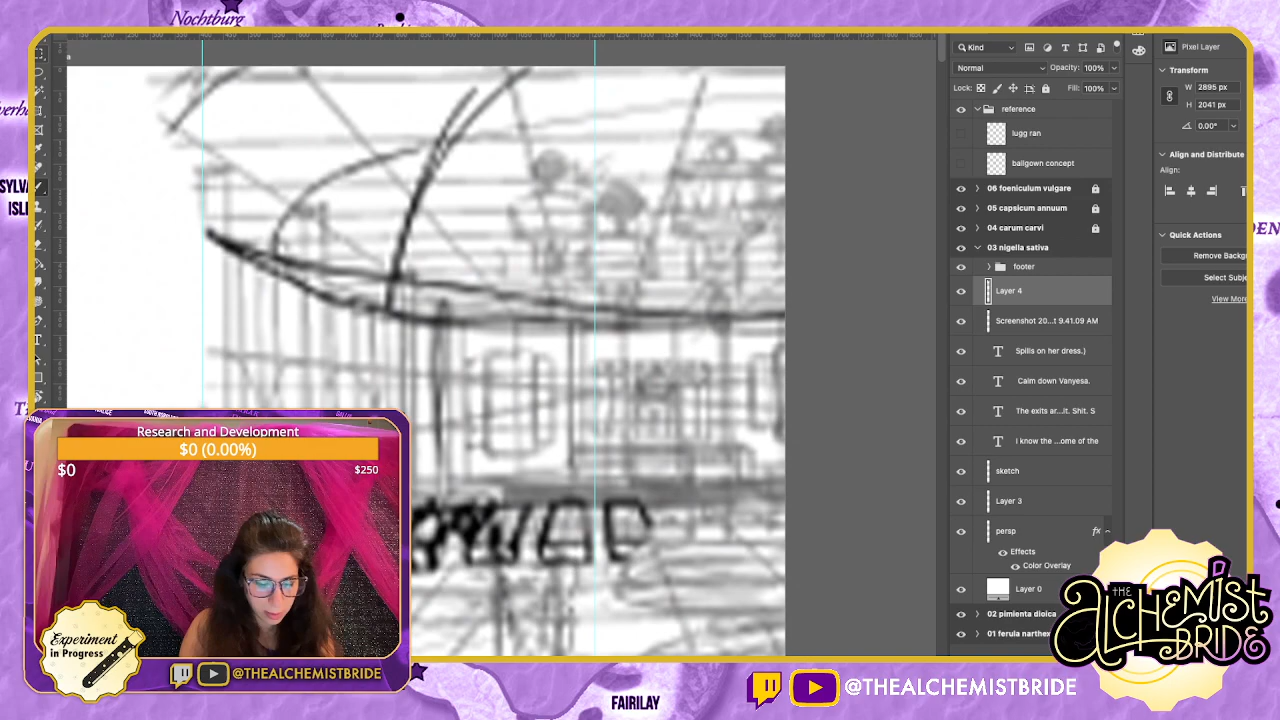 Nochtburg
SYLVA
ISL
Kind
Normal
Opacity: 100%
Lock:
Fill: 100%
reference
lugg ran
ballgown concept
06 foeniculum vulgare
05 capsicum annuum
04 carum carvi
03 nigella sativa
footer
Layer 4
Screenshot 20...t 9.41.09 AM
Spills on her dress.)
Calm down Vanyesa.
The exits ar...it. Shit. S
I know the ...ome of the
sketch
Layer 3
persp
fx
Effects
Color Overlay
Layer 0
02 pimienta dioica
01 ferula narthex
Pixel Layer
Transform
W 2895 px
H 2041 px
0.00°
Align and Distribute
Align:
Quick Actions
Remove Backg
Select Subje
View More
Research and Development
$0 (0.00%)
$0
$250
Experiment
in Progress
@THEALCHEMISTBRIDE
FAIRILAY
@THEALCHEMISTBRIDE
THE
ALCHEMIST
BRIDE